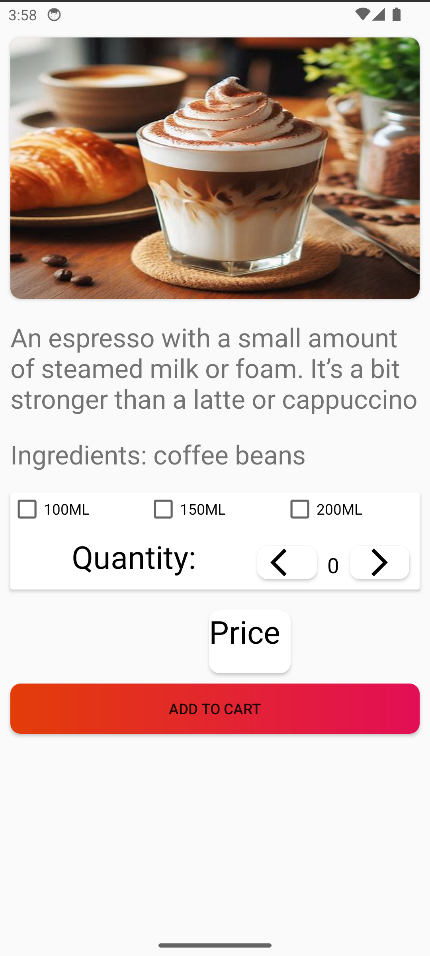 3:58
An espresso with a small amount
of steamed milk or foam. It’s a bit
stronger than a latte or cappuccino
Ingredients: coffee beans
100ML 150ML 200ML
Quantity: 0
Price
ADD TO CART